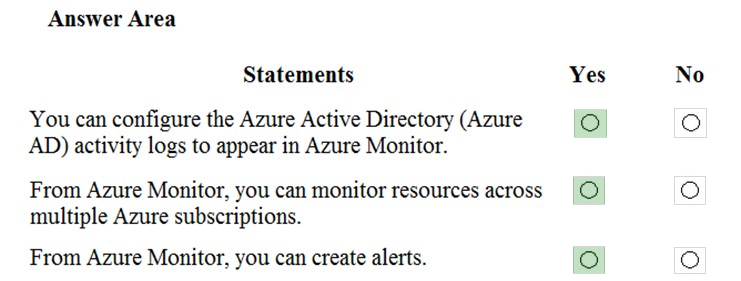 Answer Area
Statements Yes No
You can configure the Azure Active Directory (Azure
AD) activity logs to appear in Azure Monitor.
From Azure Monitor, you can monitor resources across
multiple Azure subscriptions.
From Azure Monitor, you can create alerts.